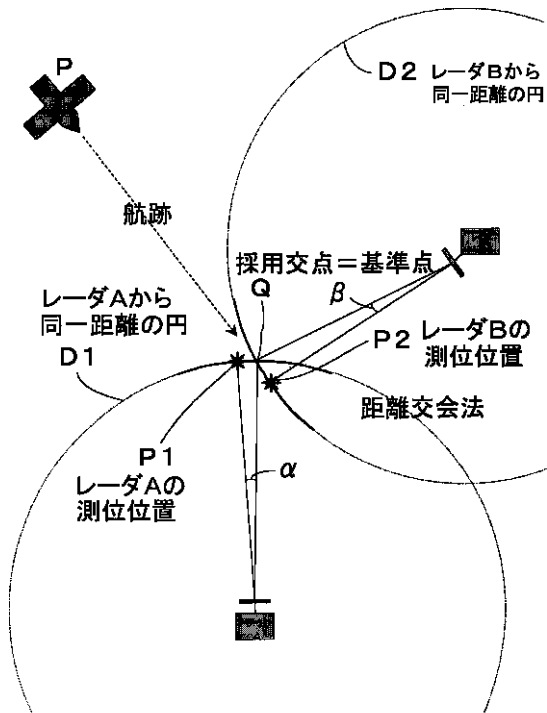 P
D2 レーダBから
同一距離の円
航跡
採用交点＝基準点
Q
β
レーダAから
同一距離の円
D1
P2 レーダBの
測位位置
距離交会法
P1
レーダAの
測位位置
α